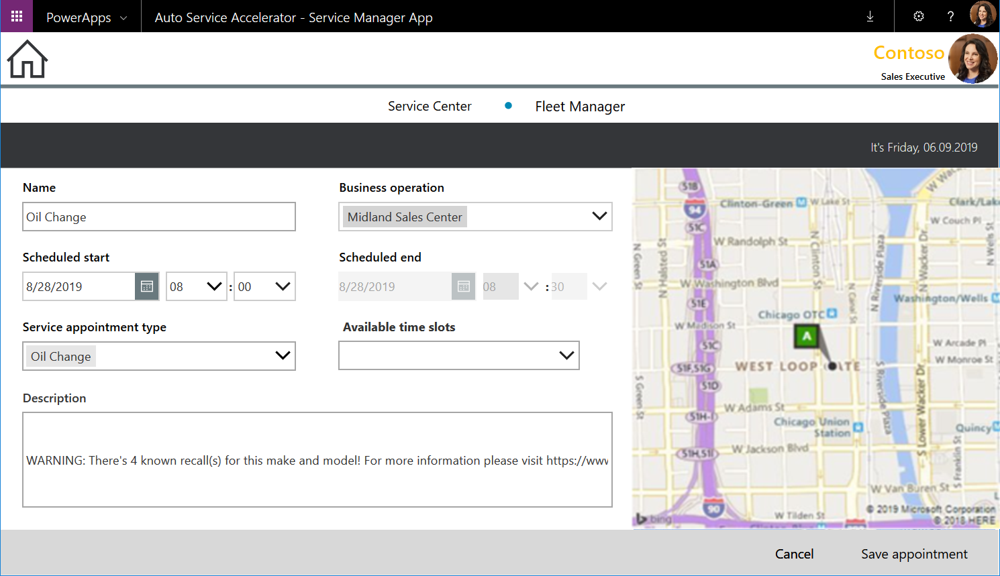 PowerApps
Auto Service Accelerator - Service Manager App
?
Contoso
Sales Executive
Service Center
Fleet Manager
It's Friday, 06.09.2019
Name
Business operation
Oil Change
Midland Sales Center
Scheduled start
Scheduled end
8/28/2019 08 : 00
8/28/2019 08 : 30
Service appointment type
Available time slots
Oil Change
Description
WARNING: There's 4 known recall(s) for this make and model! For more information please visit https://www
51B
94
Clinton-Green M
W Lake St
W Wacker Dr
Clark/Lake
51C
W Couch Pl
W Randolph St
N Green St
N Halsted St
N Clinton St
N Riverside Plaza
N Wacker Dr
N Wells St
51A
W Washington Blvd
Washington/Wells
51E
N Canal St
Chicago OTC
W Madison St
A
51C
W Arcade Pl
51F,51G
WEST LOOP GATE
W Monroe St
51D
S Green St
S Riverside Plaza
S Lower Wacker Dr
W Adams St
51H-I
Chicago Union
Station
Quincy
W Jackson Blvd
51H,51I
S Franklin St
90
W Van Buren St
bing
W Tilden St
© 2019 Microsoft Corporation
© 2018 HERE
Cancel
Save appointment